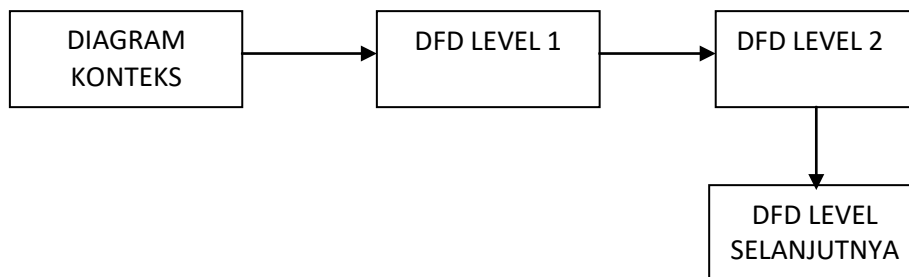 DIAGRAM
KONTEKS
DFD LEVEL 1
DFD LEVEL 2
DFD LEVEL
SELANJUTNYA